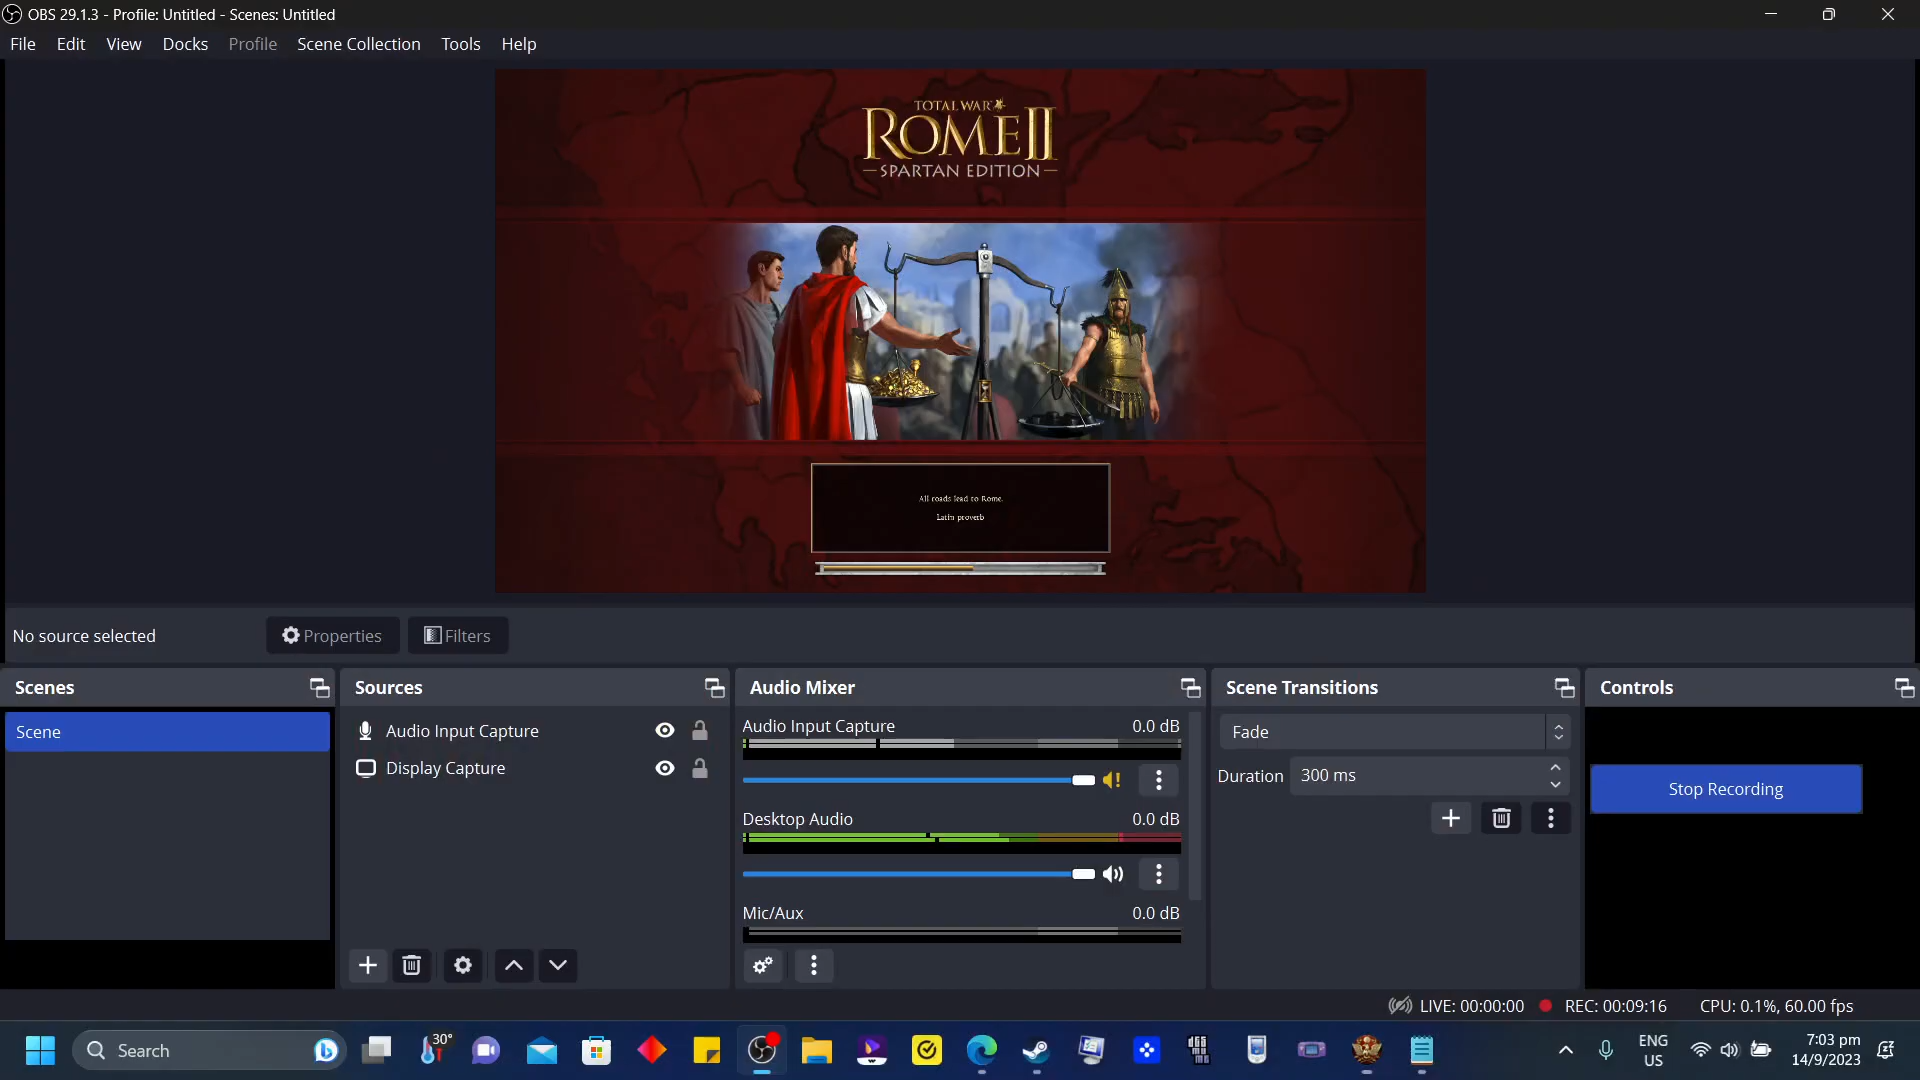 OBS 29.1.3 - Profile: Untitled - Scenes: Untitled
File Edit View Docks Profile Scene Collection Tools Help
TOTAL WAR
ROME II
SPARTAN EDITION
All roads lead to Rome.
Latin proverb
No source selected Properties Filters
Scenes
Scene
Sources
Audio Input Capture
Display Capture
Audio Mixer
Audio Input Capture 0.0 dB
Desktop Audio 0.0 dB
Mic/Aux 0.0 dB
Scene Transitions
Fade
Duration 300 ms
Controls
Stop Recording
LIVE: 00:00:00 REC: 00:09:16 CPU: 0.1%, 60.00 fps
Search
30°
ENG
US
7:03 pm
14/9/2023